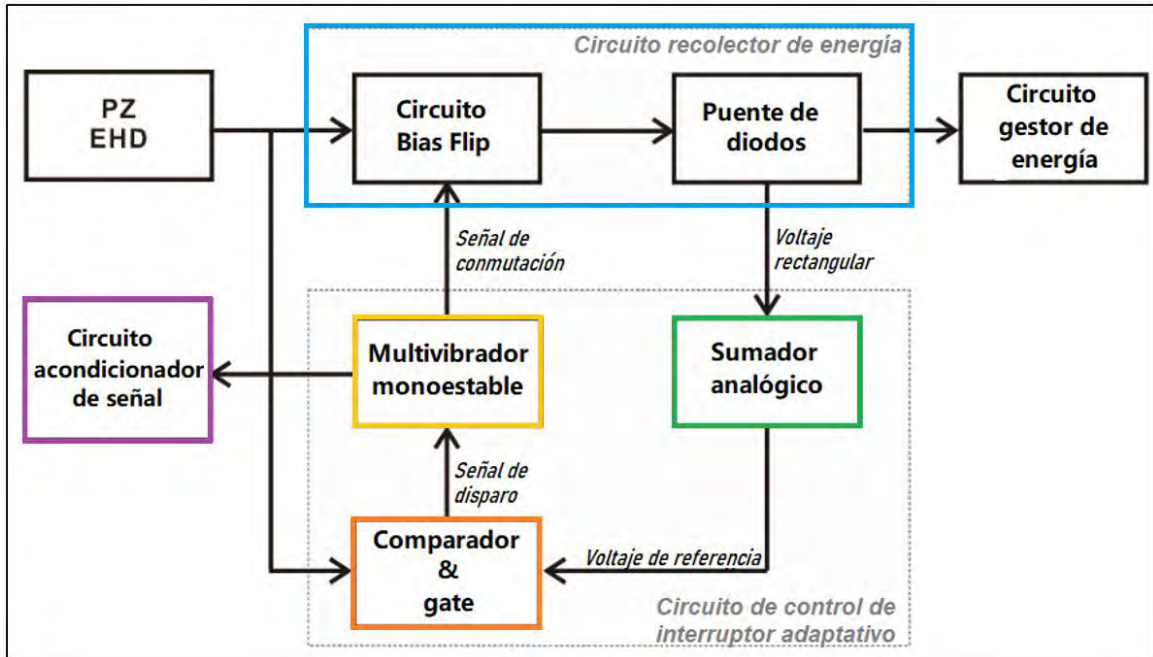 Circuito recolector de energía
PZ
EHD
Circuito
Bias Flip
Puente de
diodos
Circuito
gestor de
energía
Señal de
conmutación
Voltaje
rectangular
Circuito
acondicionador
de señal
Multivibrador
monoestable
Sumador
analógico
Señal de
disparo
Comparador
&
gate
Voltaje de referencia
Circuito de control de
interruptor adaptativo